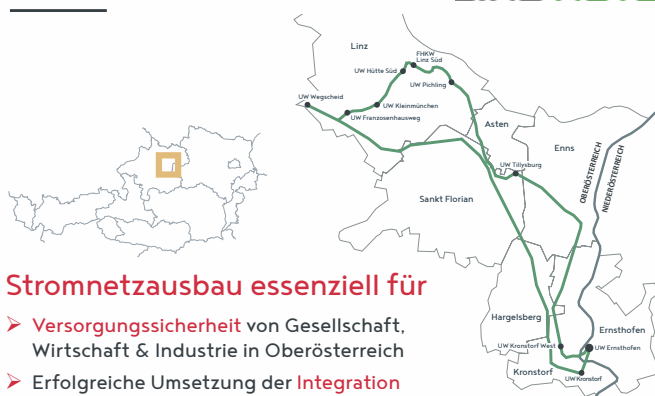 Linz
FHKW
Linz Süd
UW Hütte Süd
UW Pichling
UW Wegscheid
UW Kleinmünchen
UW Franzosenhausweg
Asten
Enns
UW Tillysburg
OBERÖSTERREICH
NIEDERÖSTERREICH
Sankt Florian
Stromnetzausbau essenziell für
Versorgungssicherheit von Gesellschaft,
Wirtschaft & Industrie in Oberösterreich
Erfolgreiche Umsetzung der Integration
Hargelsberg
Ernsthofen
UW Kronstorf West
UW Ernsthofen
Kronstorf
UW Kronstorf